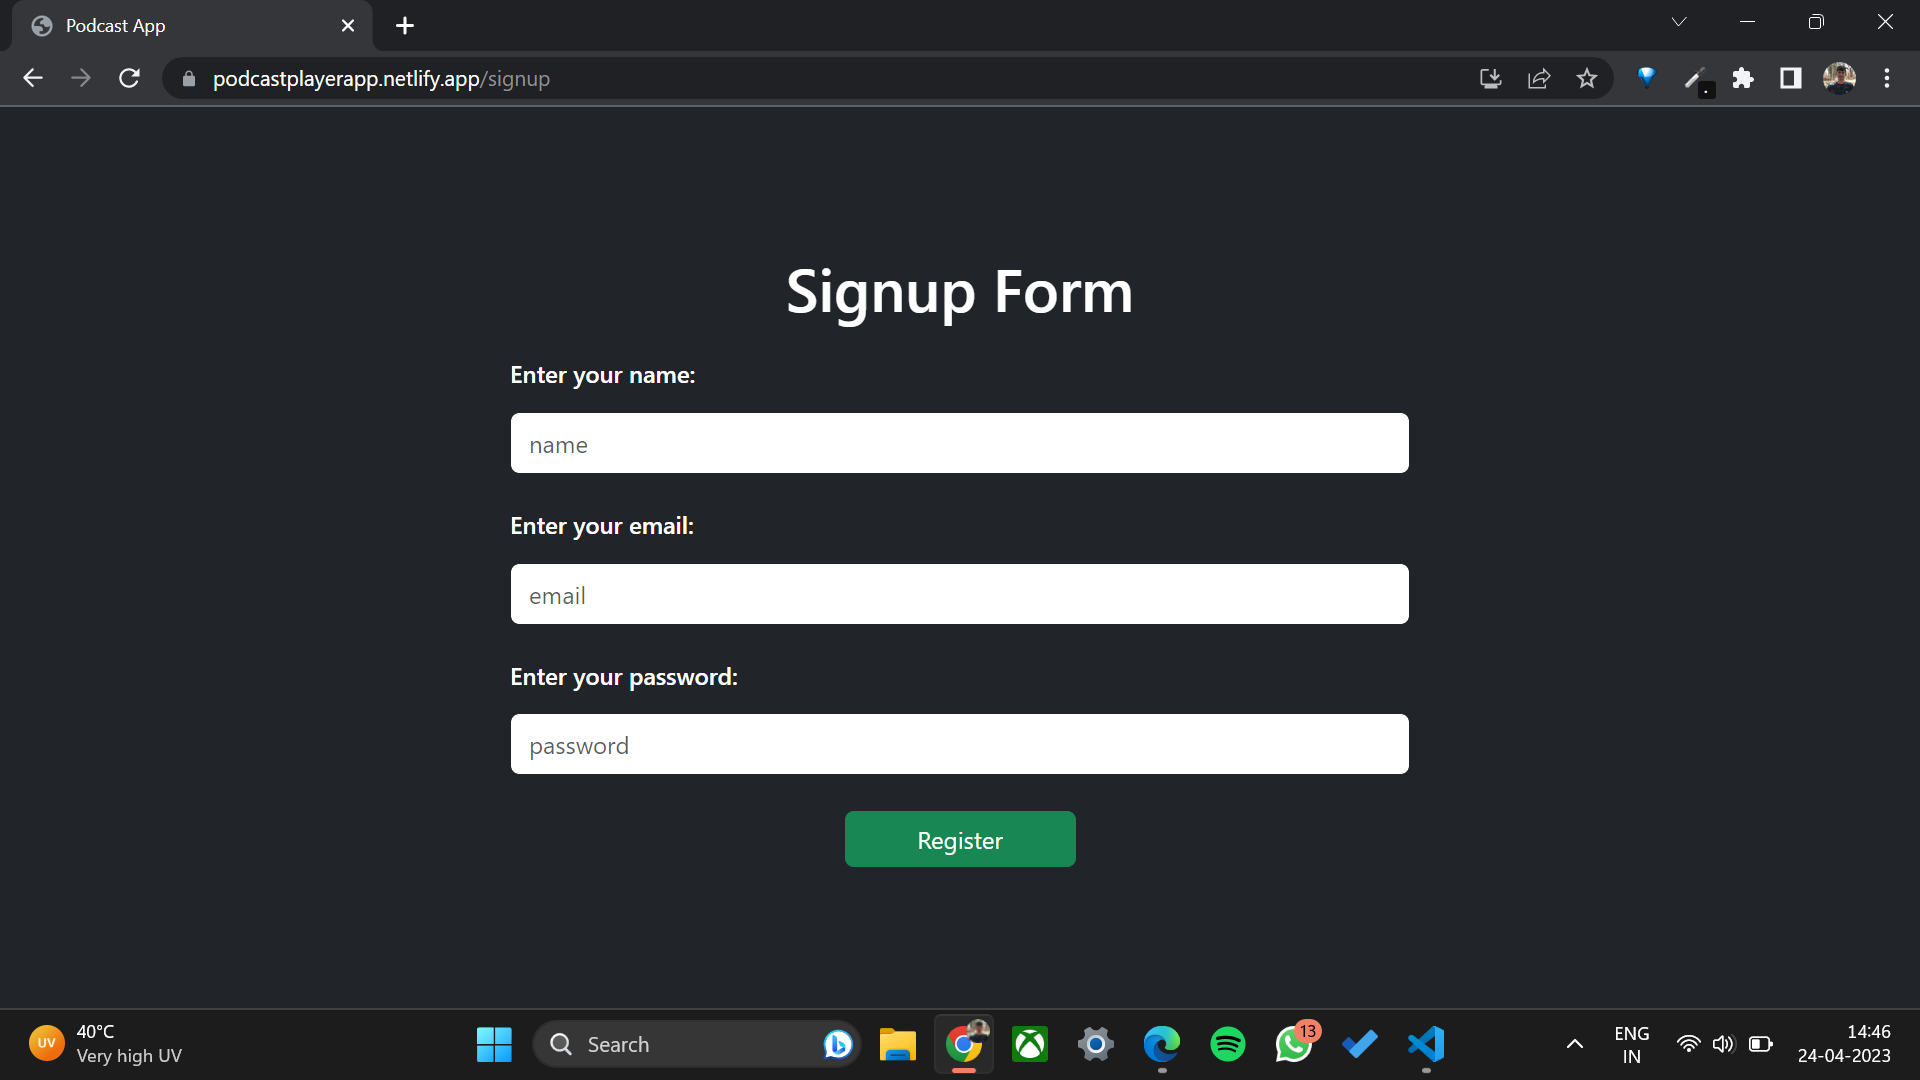 Podcast App
podcastplayerapp.netlify.app/signup
Signup Form
Enter your name:
name
Enter your email:
email
Enter your password:
password
Register
UV
40°C
Very high UV
Search
13
ENG
IN
14:46
24-04-2023